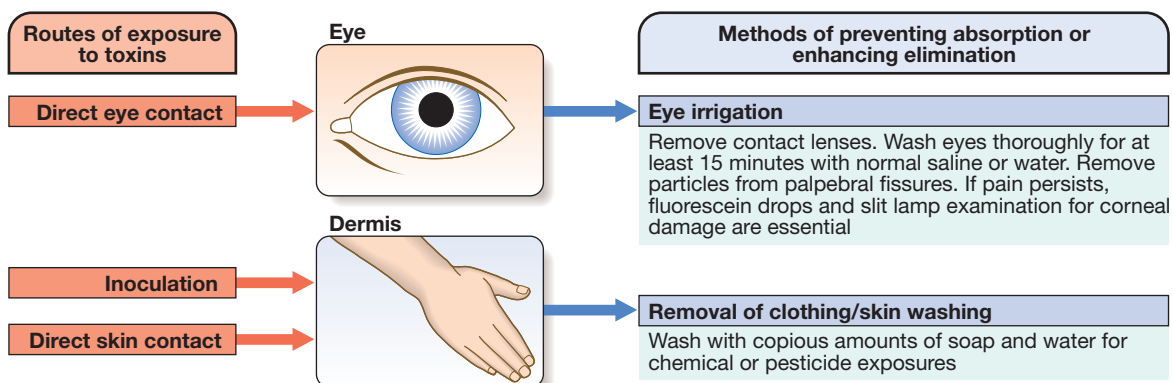 Routes of exposure
to toxins
Eye
Methods of preventing absorption or
enhancing elimination
Direct eye contact
Eye irrigation
Remove contact lenses. Wash eyes thoroughly for at
least 15 minutes with normal saline or water. Remove
particles from palpebral fissures. If pain persists,
fluorescein drops and slit lamp examination for corneal
damage are essential
Dermis
Inoculation
Direct skin contact
Removal of clothing/skin washing
Wash with copious amounts of soap and water for
chemical or pesticide exposures